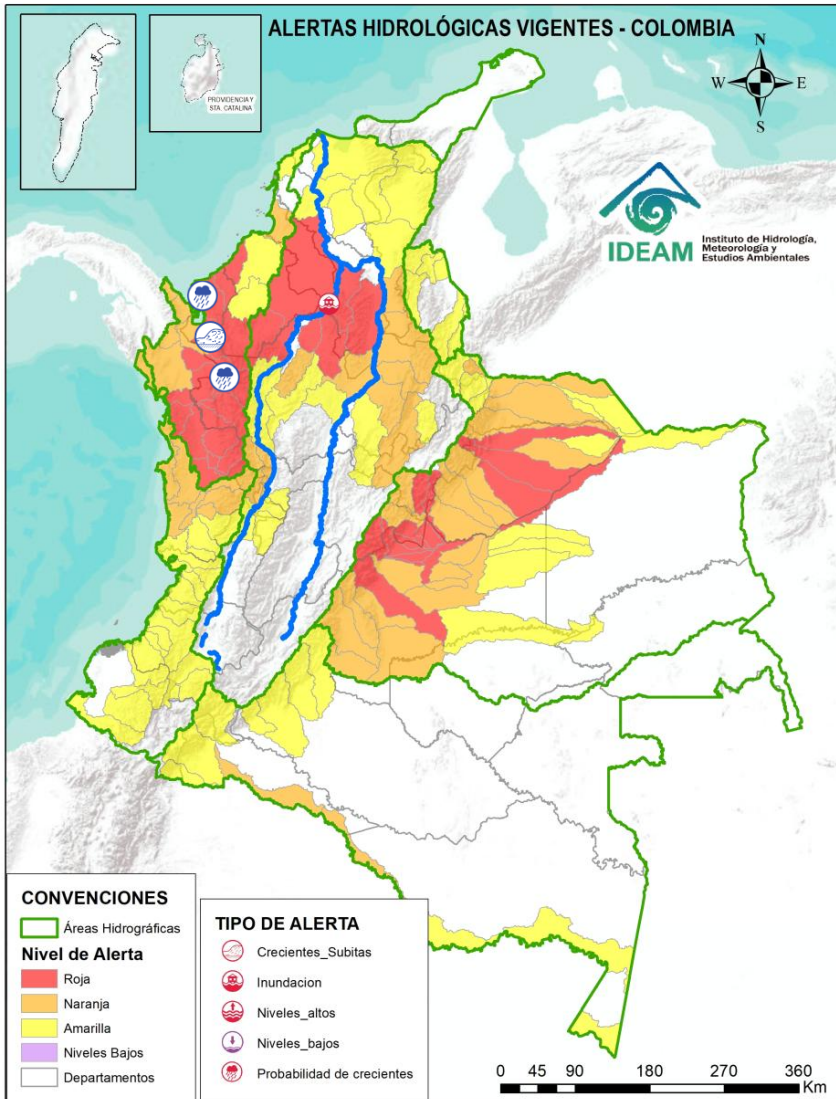 ALERTAS HIDROLÓGICAS VIGENTES - COLOMBIA
PROVIDENCIA Y
STA. CATALINA
N
W
E
S
IDEAM
Instituto de Hidrología,
Meteorología y
Estudios Ambientales
CONVENCIONES
Áreas Hidrográficas
Nivel de Alerta
Roja
Naranja
Amarilla
Niveles Bajos
Departamentos
TIPO DE ALERTA
Crecientes_Subitas
Inundacion
Niveles_altos
Niveles_bajos
Probabilidad de crecientes
0 45 90 180 270 360
Km